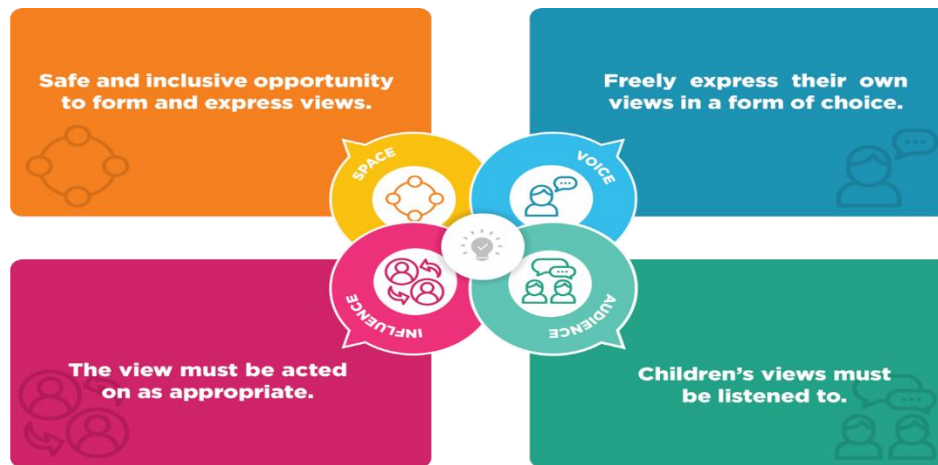 Safe and inclusive opportunity
to form and express views.
Freely express their own
views in a form of choice.
SPACE
VOICE
INFLUENCE
AUDIENCE
The view must be acted
on as appropriate.
Children’s views must
be listened to.